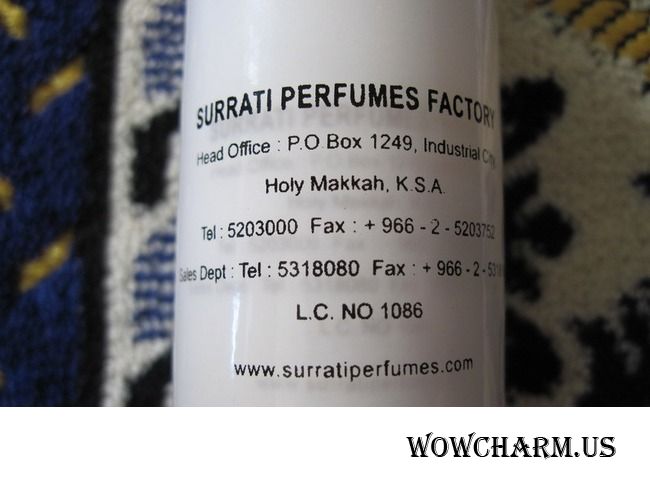 SURRATI PERFUMES FACTORY
Head Office : P.O.Box 1249, Industrial City,
Holy Makkah, K.S.A.
Tel : 5203000 Fax : + 966 - 2 - 5203752
Sales Dept : Tel : 5318080 Fax : + 966 - 2 -
L.C. NO 1086
www.surratiperfumes.com
WOWCHARM.US